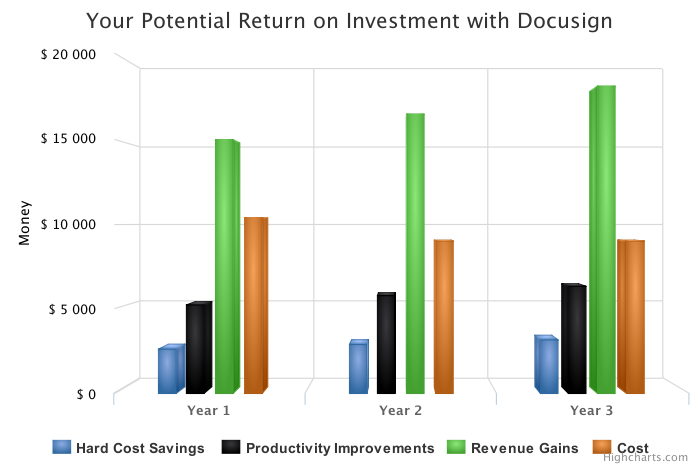 Your Potential Return on Investment with Docusign
$ 20 000
$ 15 000
$ 10 000
$ 5 000
$ 0
Money
Year 1
Year 2
Year 3
Hard Cost Savings
Productivity Improvements
Revenue Gains
Cost
Highcharts.com